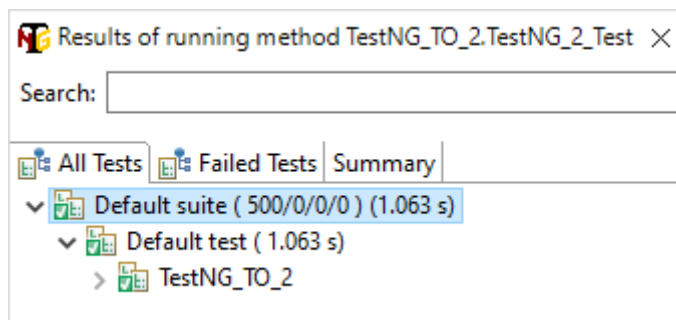 Results of running method TestNG_TO_2.TestNG_2_Test
Search:
All Tests Failed Tests Summary
Default suite ( 500/0/0/0 ) (1.063 s)
Default test ( 1.063 s)
TestNG_TO_2